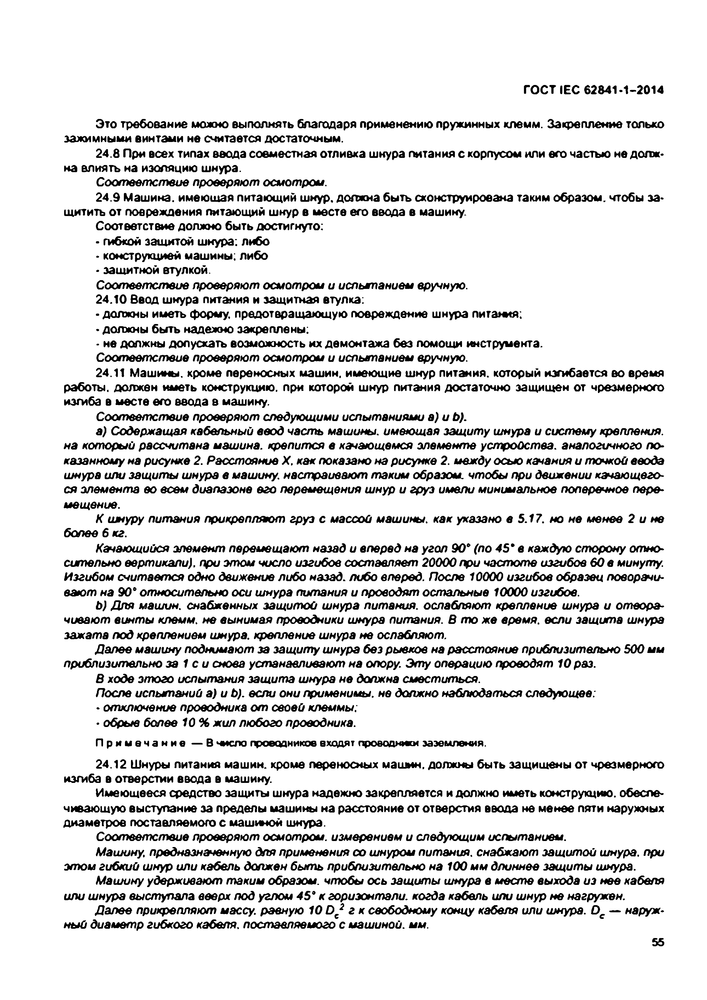 ГОСТ IEC 62841-1–2014
Это требование можно выполнять благодаря применению пружинных клемм. Закрепление только
зажимными винтами не считается достаточным.
24.8 При всех типах ввода совместная отливка шнура питания с корпусом или его частью не долж-
на влиять на изоляцию шнура.
Соответствие проверяют осмотром.
24.9 Машина, имеющая питающий шнур, должна быть сконструирована таким образом, чтобы за-
щитить от повреждения питающий шнур в месте его ввода в машину.
Соответствие должно быть достигнуто:
- гибкой защитой шнура; либо
- конструкцией машины; либо
- защитной втулкой.
Соответствие проверяют осмотром и испытанием вручную.
24.10 Ввод шнура питания и защитная втулка:
- должны иметь форму, предотвращающую повреждение шнура питания;
- должны быть надежно закреплены;
- не должны допускать возможность их демонтажа без помощи инструмента.
Соответствие проверяют осмотром и испытанием вручную.
24.11 Машины, кроме переносных машин, имеющие шнур питания, который изгибается во время
работы, должен иметь конструкцию, при которой шнур питания достаточно защищен от чрезмерного
изгиба в месте его ввода в машину.
Соответствие проверяют следующими испытаниями a) и b).
a) Содержащая кабельный ввод часть машины, имеющая защиту шнура и систему крепления,
на который рассчитана машина, крепится в качающемся элементе устройства, аналогичного по-
казанному на рисунке 2. Расстояние X, как показано на рисунке 2, между осью качания и точкой ввода
шнура или защиты шнура в машину, настраивают таким образом, чтобы при движении качающего-
ся элемента во всем диапазоне его перемещения шнур и груз имели минимальное поперечное пере-
мещение.
К шнуру питания прикрепляют груз с массой машины, как указано в 5.17, но не менее 2 и не
более 6 кг.
Качающийся элемент перемещают назад и вперед на угол 90° (по 45° в каждую сторону отно-
сительно вертикали), при этом число изгибов составляет 20000 при частоте изгибов 60 в минуту.
Изгибом считается одно движение либо назад, либо вперед. После 10000 изгибов образец поворачи-
вают на 90° относительно оси шнура питания и проводят остальные 10000 изгибов.
b) Для машин, снабженных защитой шнура питания, ослабляют крепление шнура и отвора-
чивают винты клемм, не вынимая проводники шнура питания. В то же время, если защита шнура
зажата под креплением шнура, крепление шнура не ослабляют.
Далее машину поднимают за защиту шнура без рывков на расстояние приблизительно 500 мм
приблизительно за 1 с и снова устанавливают на опору. Эту операцию проводят 10 раз.
В ходе этого испытания защита шнура не должна сместиться.
После испытаний a) и b), если они применимы, не должно наблюдаться следующее:
- отключение проводника от своей клеммы;
- обрыв более 10 % жил любого проводника.
Примечание — В число проводников входят проводники заземления.
24.12 Шнуры питания машин, кроме переносных машин, должны быть защищены от чрезмерного
изгиба в отверстии ввода в машину.
Имеющееся средство защиты шнура надежно закрепляется и должно иметь конструкцию, обеспе-
чивающую выступание за пределы машины на расстояние от отверстия ввода не менее пяти наружных
диаметров поставляемого с машиной шнура.
Соответствие проверяют осмотром, измерением и следующим испытанием.
Машину, предназначенную для применения со шнуром питания, снабжают защитой шнура, при
этом гибкий шнур или кабель должен быть приблизительно на 100 мм длиннее защиты шнура.
Машину удерживают таким образом, чтобы ось защиты шнура в месте выхода из нее кабеля
или шнура выступала вверх под углом 45° к горизонтали, когда кабель или шнур не нагружен.
Далее прикрепляют массу, равную 10 Dc² г к свободному концу кабеля или шнура. Dc — наруж-
ный диаметр гибкого кабеля, поставляемого с машиной, мм.
55